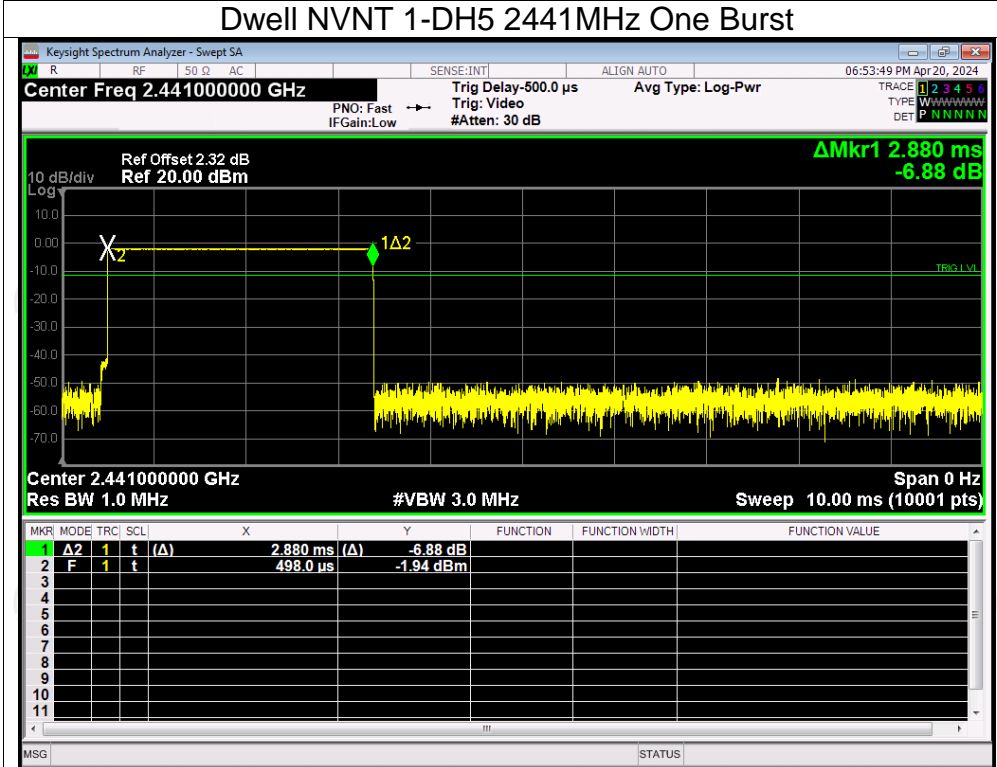 Dwell NVNT 1-DH5 2441MHz One Burst
Keysight Spectrum Analyzer - Swept SA
LXI R RF 50 Ω AC SENSE:INT ALIGN AUTO 06:53:49 PM Apr 20, 2024
Center Freq 2.441000000 GHz
PNO: Fast
IFGain:Low
Trig Delay-500.0 µs
Trig: Video
#Atten: 30 dB
Avg Type: Log-Pwr
TRACE 1 2 3 4 5 6
TYPE WWWWWW
DET P N N N N N
ΔMkr1 2.880 ms
-6.88 dB
Ref Offset 2.32 dB
10 dB/div Ref 20.00 dBm
Log
10.0
0.00
-10.0
-20.0
-30.0
-40.0
-50.0
-60.0
-70.0
2
1Δ2
TRIG LVL
Center 2.441000000 GHz Span 0 Hz
Res BW 1.0 MHz #VBW 3.0 MHz Sweep 10.00 ms (10001 pts)
MKR MODE TRC SCL X Y FUNCTION FUNCTION WIDTH FUNCTION VALUE
1 Δ2 1 t (Δ) 2.880 ms (Δ) -6.88 dB
2 F 1 t 498.0 µs -1.94 dBm
3
4
5
6
7
8
9
10
11
MSG STATUS